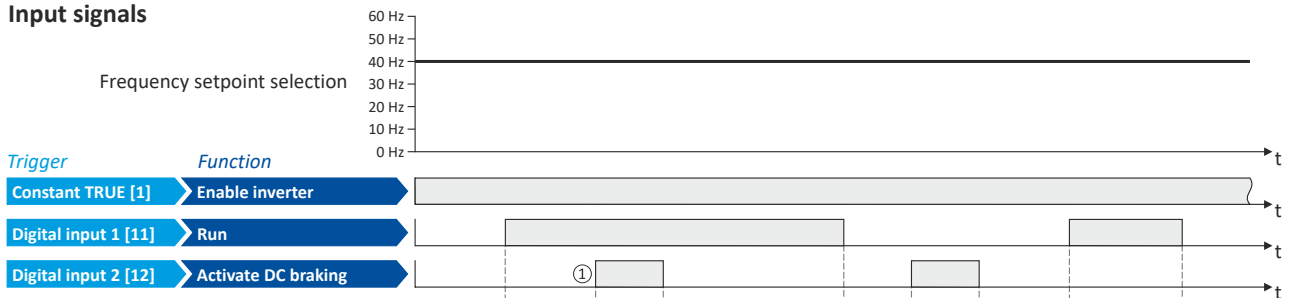 Input signals
60 Hz
50 Hz
40 Hz
Frequency setpoint selection
30 Hz
20 Hz
10 Hz
0 Hz
t
Trigger Function
Constant TRUE [1] Enable inverter
t
Digital input 1 [11] Run
t
Digital input 2 [12] Activate DC braking
①
t